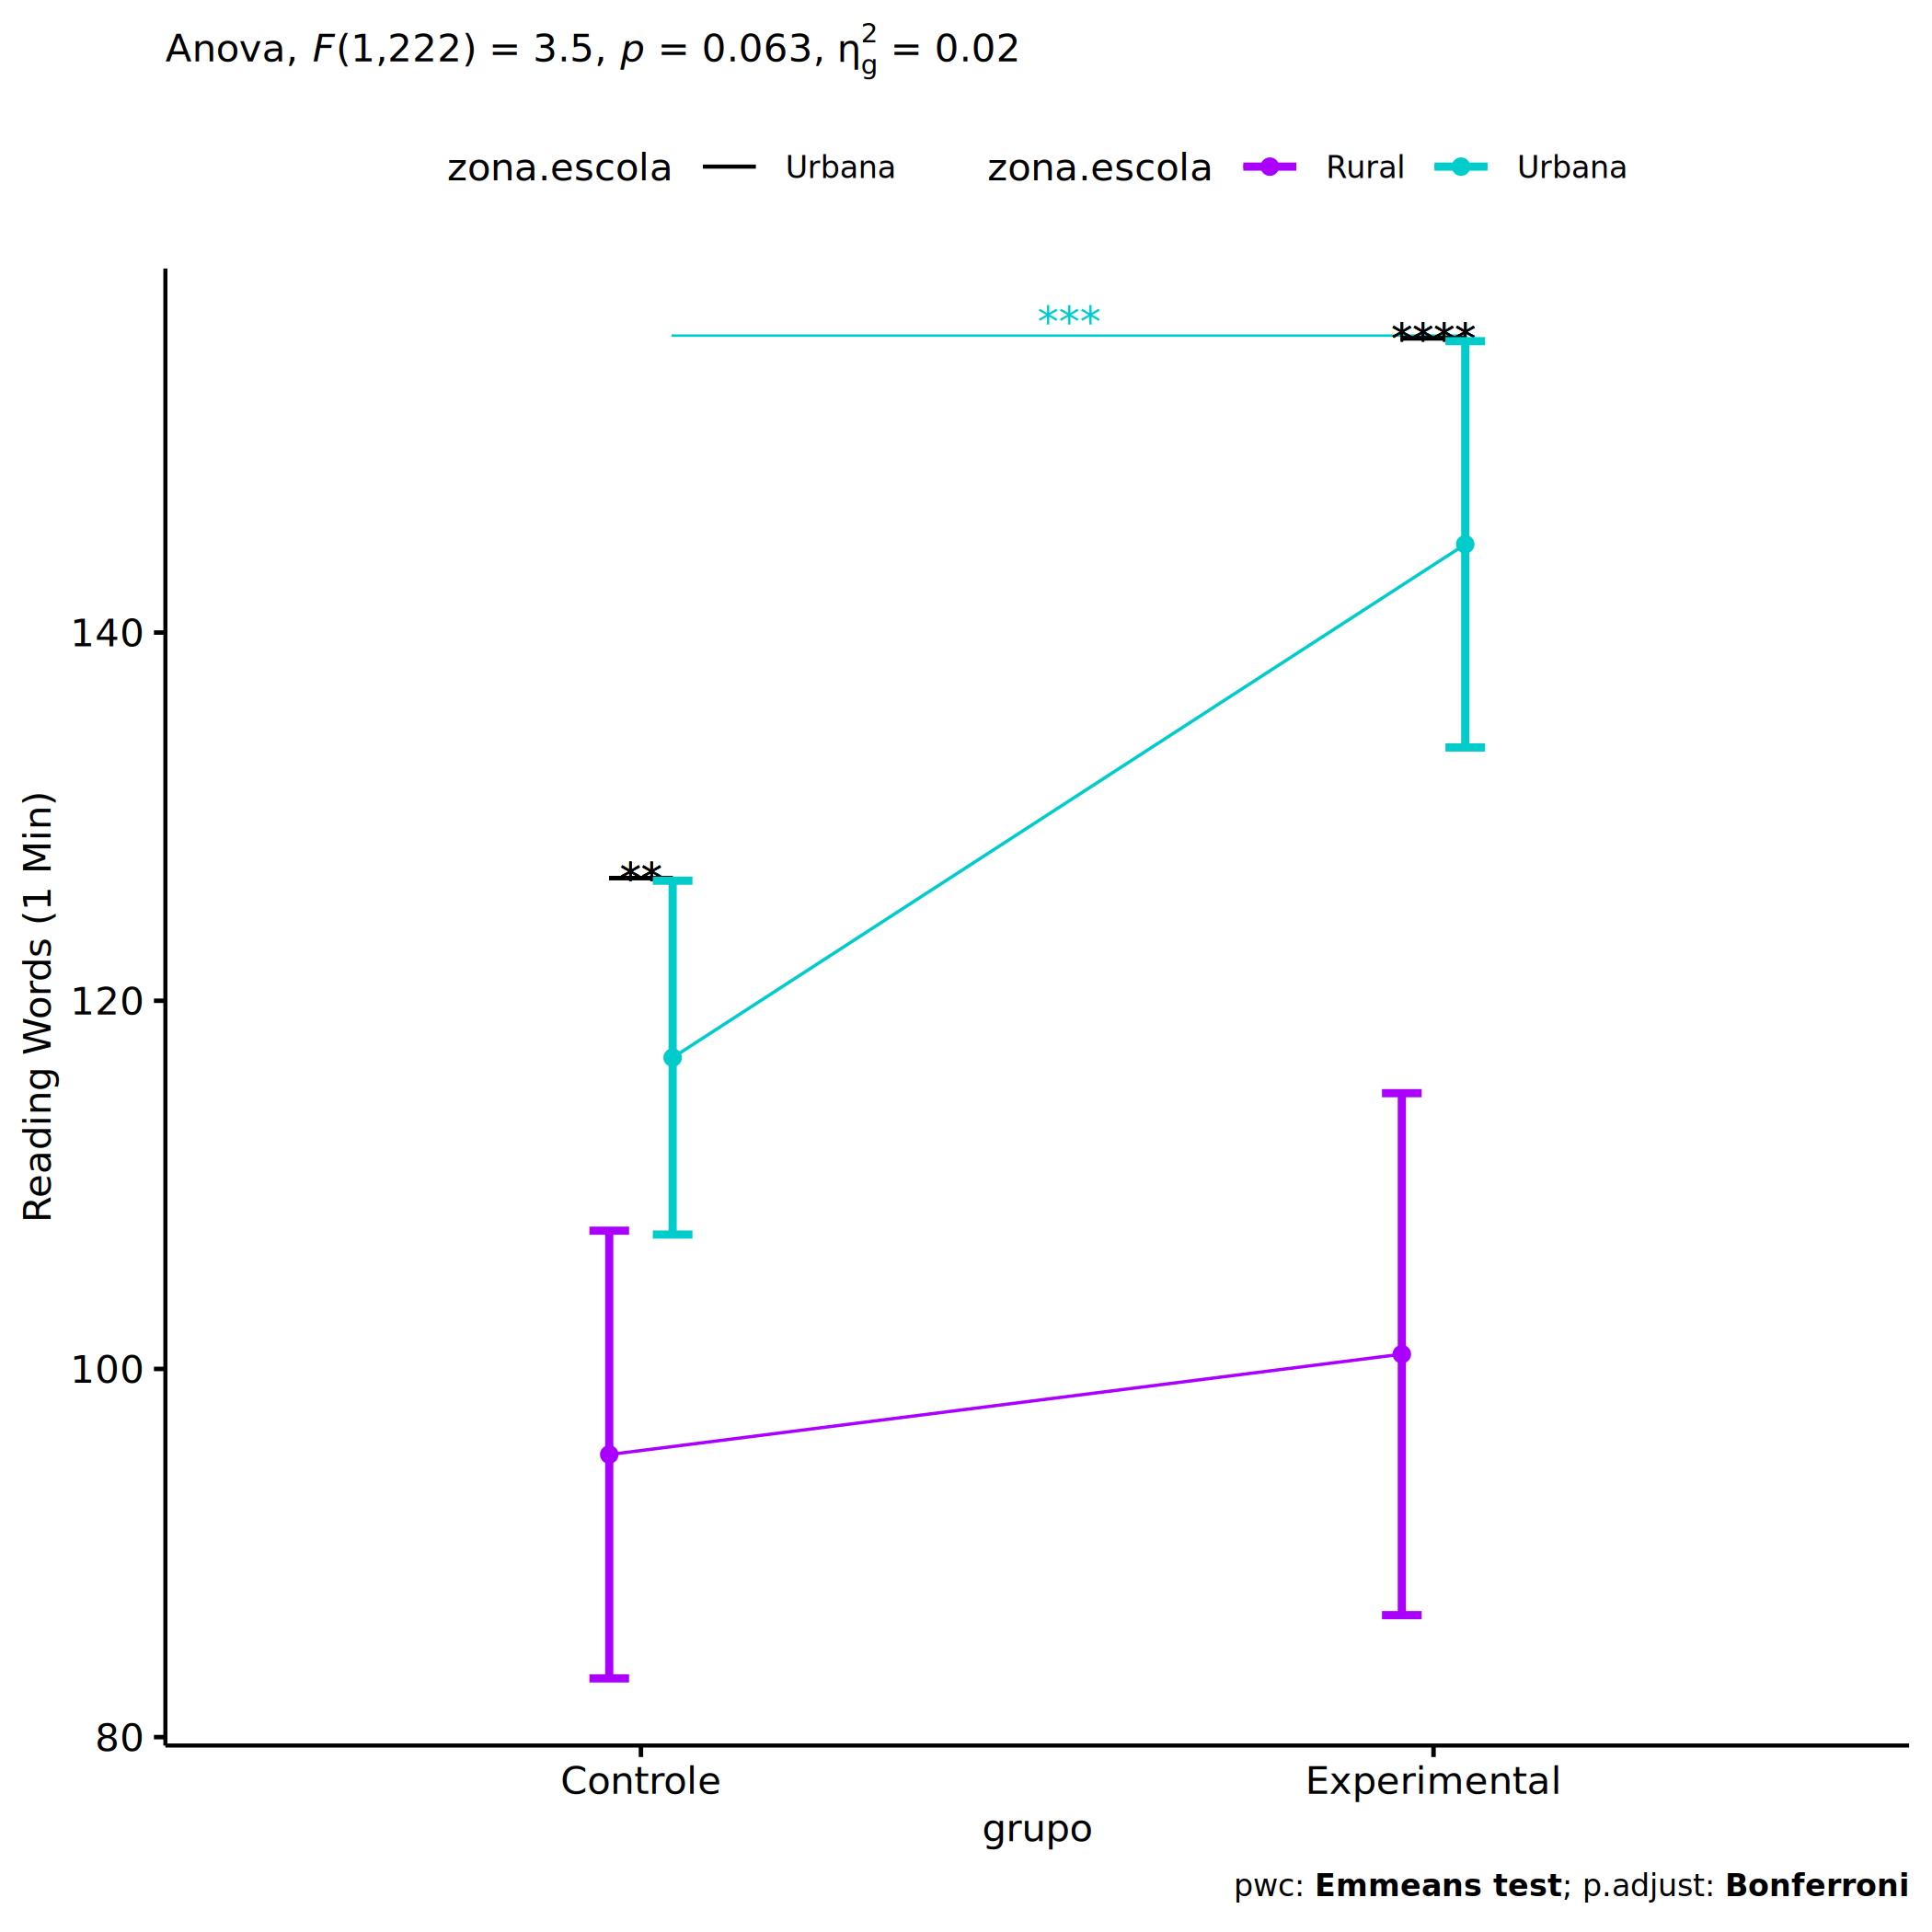 Anova, F(1,222) = 3.5, p = 0.063, η²g = 0.02
zona.escola Urbana zona.escola Rural Urbana
***
****
140
**
120
100
80
Reading Words (1 Min)
Controle Experimental
grupo
pwc: Emmeans test; p.adjust: Bonferroni